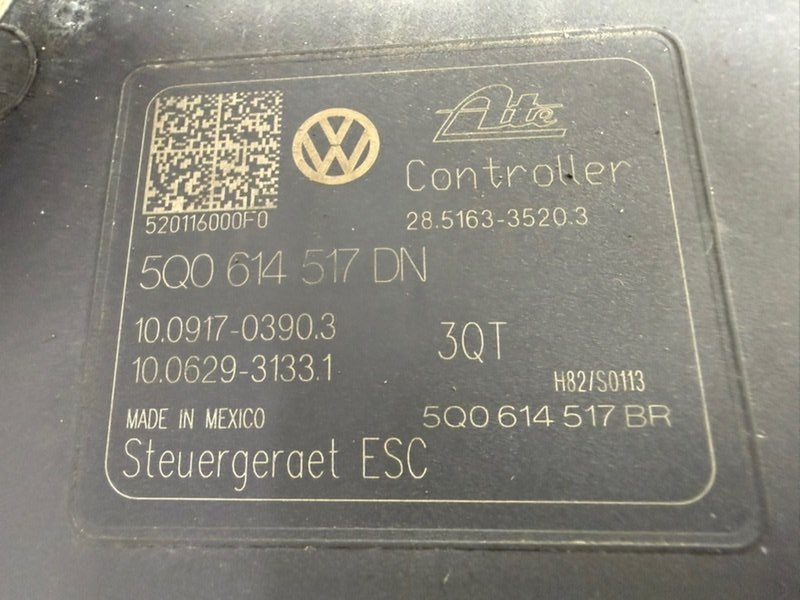 Ate
Controller
28.5163-3520.3
520116000F0
5Q0 614 517 DN
10.0917-0390.3
10.0629-3133.1
3QT
H82/S0113
MADE IN MEXICO
5Q0 614 517 BR
Steuergeraet ESC